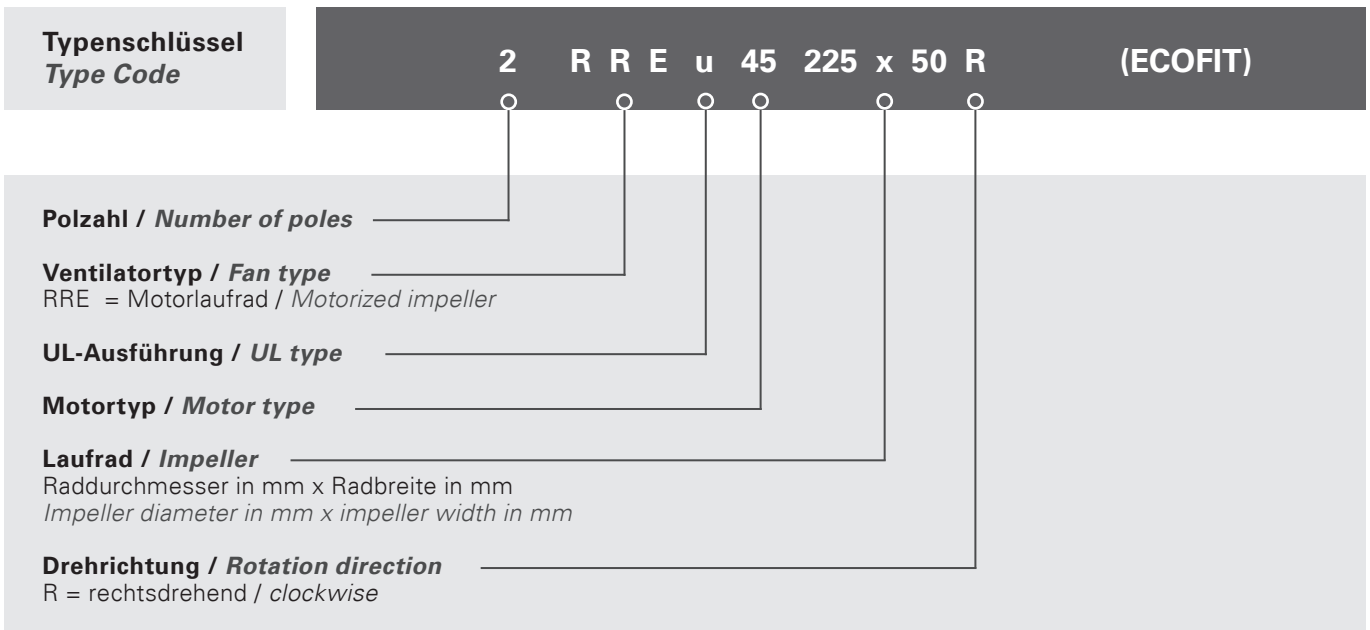 Typenschlüssel
Type Code
2 R R E u 45 225 x 50 R (ECOFIT)
Polzahl / Number of poles
Ventilatortyp / Fan type
RRE = Motorlaufrad / Motorized impeller
UL-Ausführung / UL type
Motortyp / Motor type
Laufrad / Impeller
Raddurchmesser in mm x Radbreite in mm
Impeller diameter in mm x impeller width in mm
Drehrichtung / Rotation direction
R = rechtsdrehend / clockwise